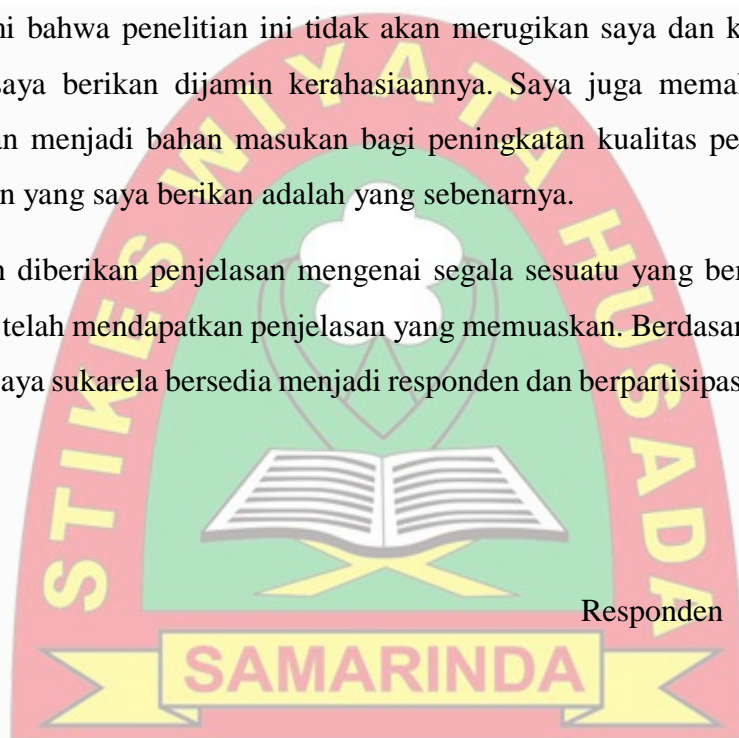 ni bahwa penelitian ini tidak akan merugikan saya dan k
saya berikan dijamin kerahasiaannya. Saya juga memal
an menjadi bahan masukan bagi peningkatan kualitas pe
n yang saya berikan adalah yang sebenarnya.
n diberikan penjelasan mengenai segala sesuatu yang ber
telah mendapatkan penjelasan yang memuaskan. Berdasar
saya sukarela bersedia menjadi responden dan berpartisipas
STIKES WIYATA HUSADA
Responden
SAMARINDA